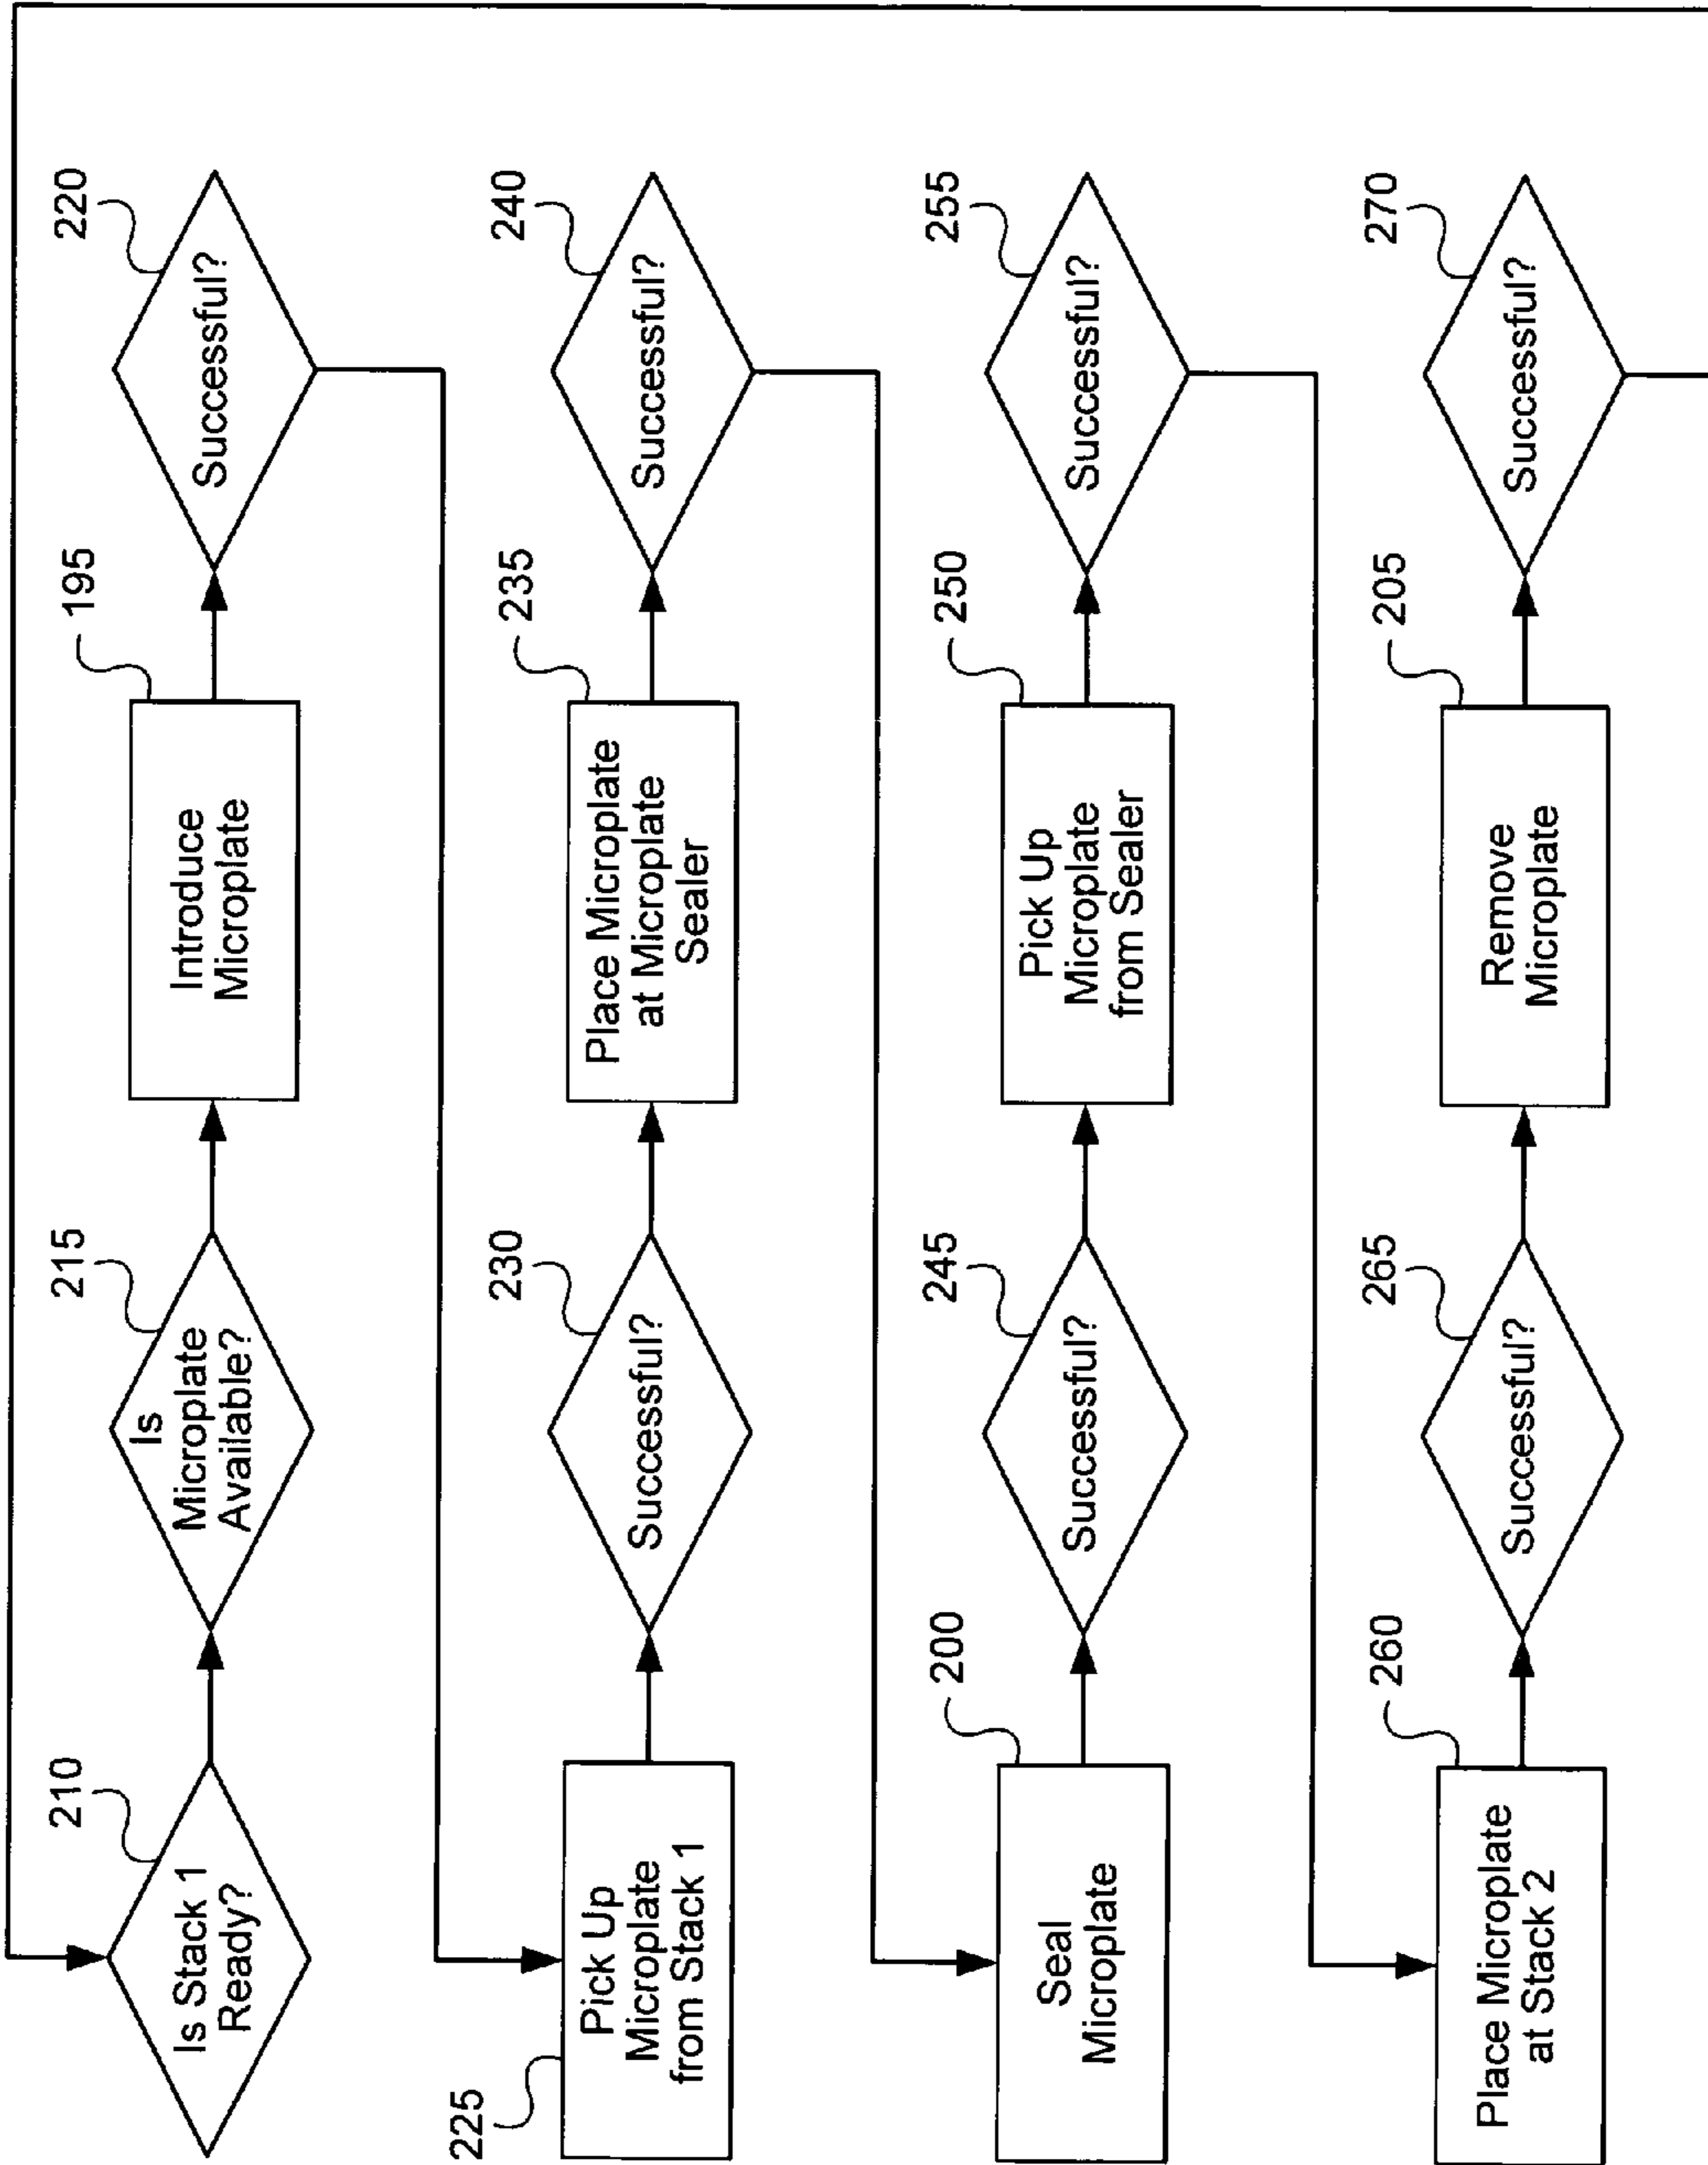 210
Is Stack 1
Ready?
215
Is
Microplate
Available?
195
Introduce
Microplate
220
Successful?
225
Pick Up
Microplate
from Stack 1
230
Successful?
235
Place Microplate
at Microplate
Sealer
240
Successful?
200
Seal
Microplate
245
Successful?
250
Pick Up
Microplate
from Sealer
255
Successful?
260
Place Microplate
at Stack 2
265
Successful?
205
Remove
Microplate
270
Successful?